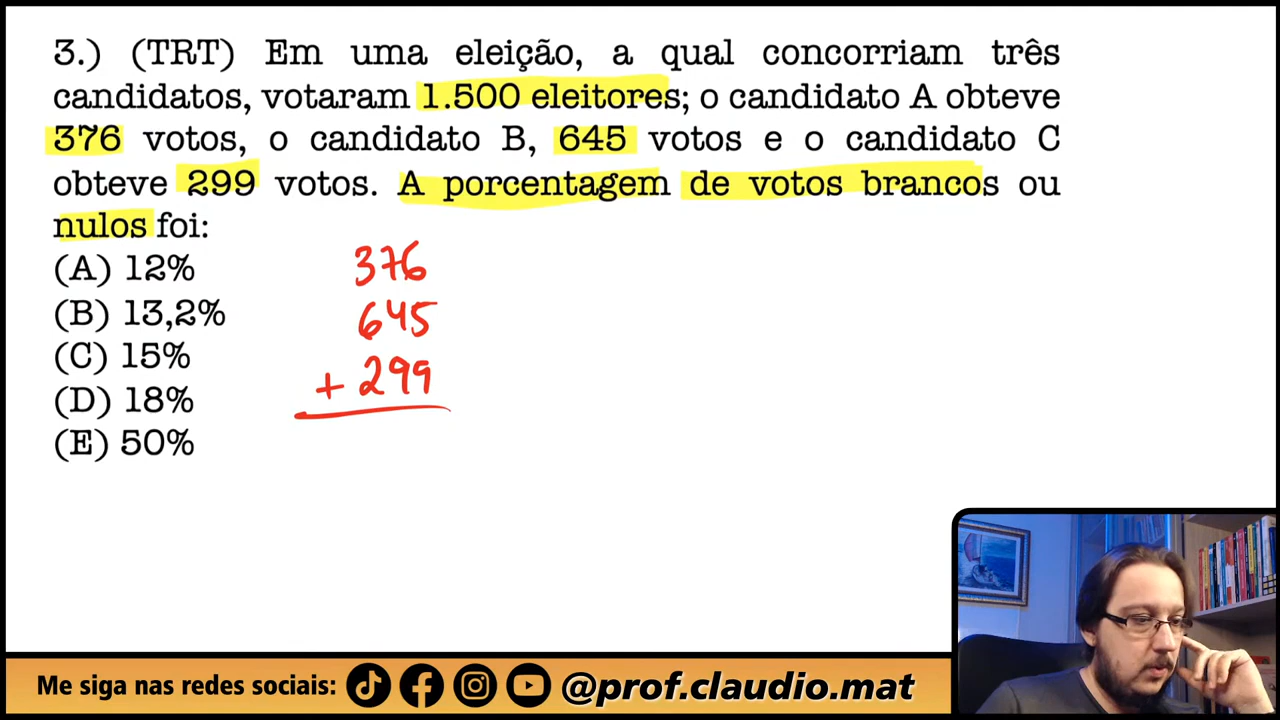 3.) (TRT) Em uma eleição, a qual concorriam três
candidatos, votaram 1.500 eleitores; o candidato A obteve
376 votos, o candidato B, 645 votos e o candidato C
obteve 299 votos. A porcentagem de votos brancos ou
nulos foi:
(A) 12%
(B) 13,2%
(C) 15%
(D) 18%
(E) 50%
376
645
+ 299
Me siga nas redes sociais: @prof.claudio.mat